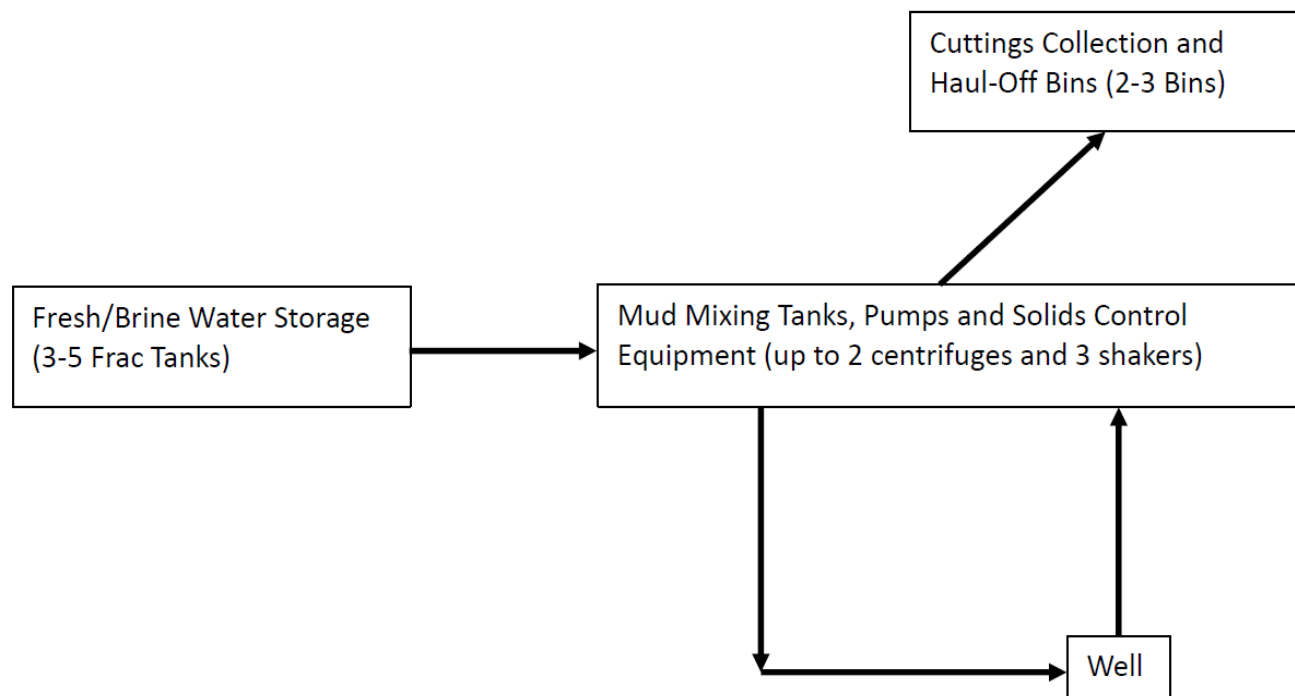 Cuttings Collection and
Haul-Off Bins (2-3 Bins)
Fresh/Brine Water Storage
(3-5 Frac Tanks)
Mud Mixing Tanks, Pumps and Solids Control
Equipment (up to 2 centrifuges and 3 shakers)
Well